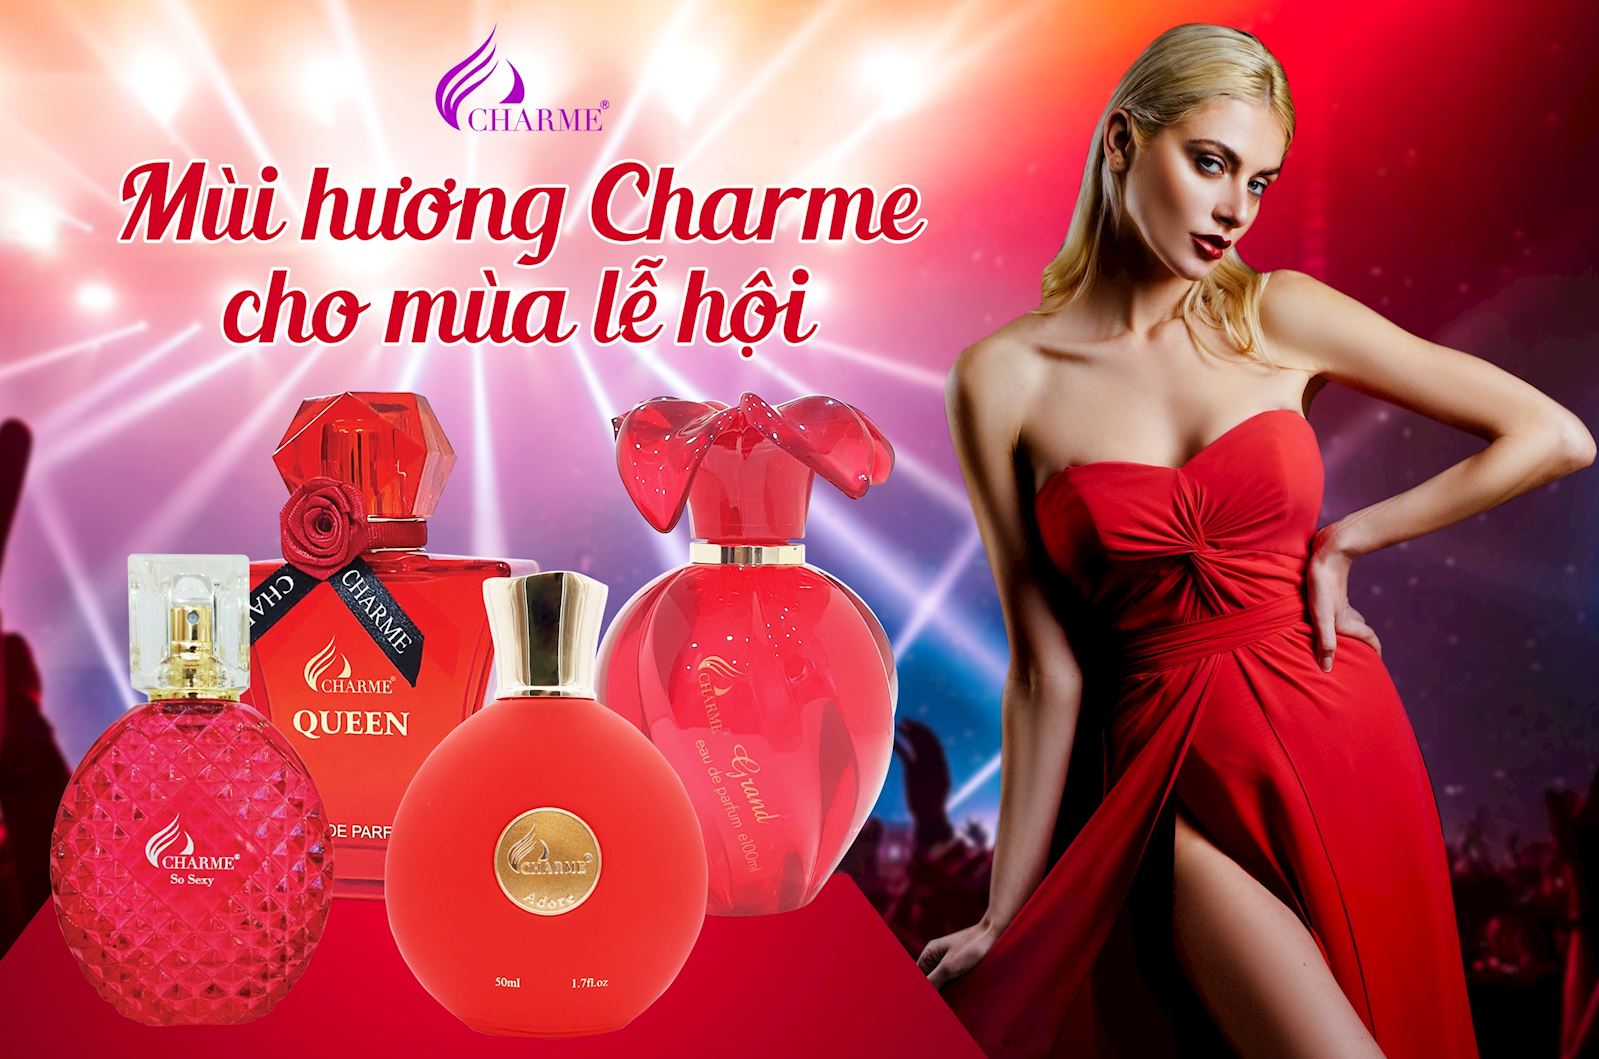 CHARME®
Mùi hương Charme
cho mùa lễ hội
CHARME
CHARME®
QUEEN
DE PARF
CHARME®
So Sexy
CHARME®
Adore
50ml 1.7fl.oz
CHARME®
Grand
eau de parfum e100ml